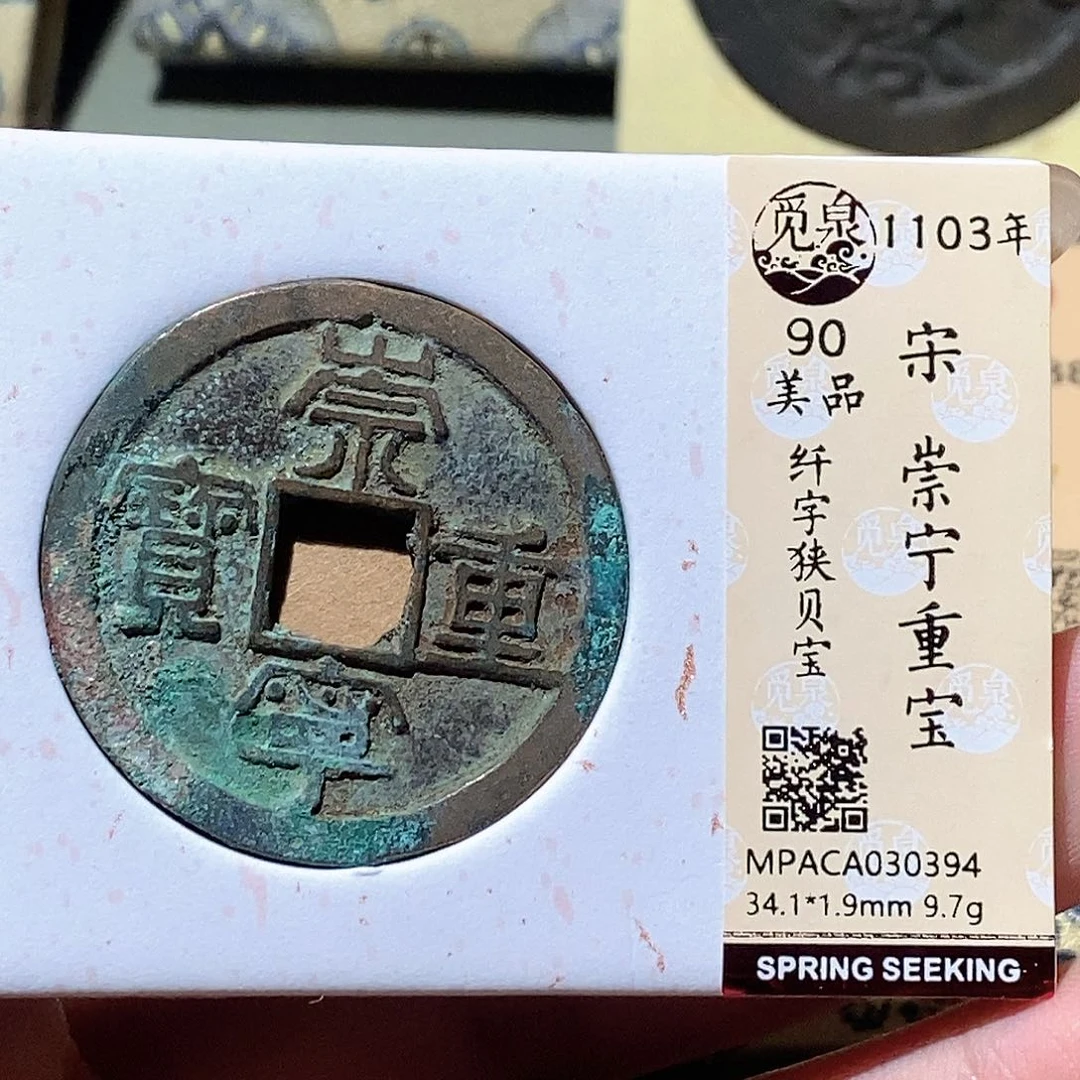 崇寧重寶
觅泉
1103年
90
美品
宋 崇宁重宝
纤字狭贝宝
MPACA030394
34.1*1.9mm 9.7g
SPRING SEEKING